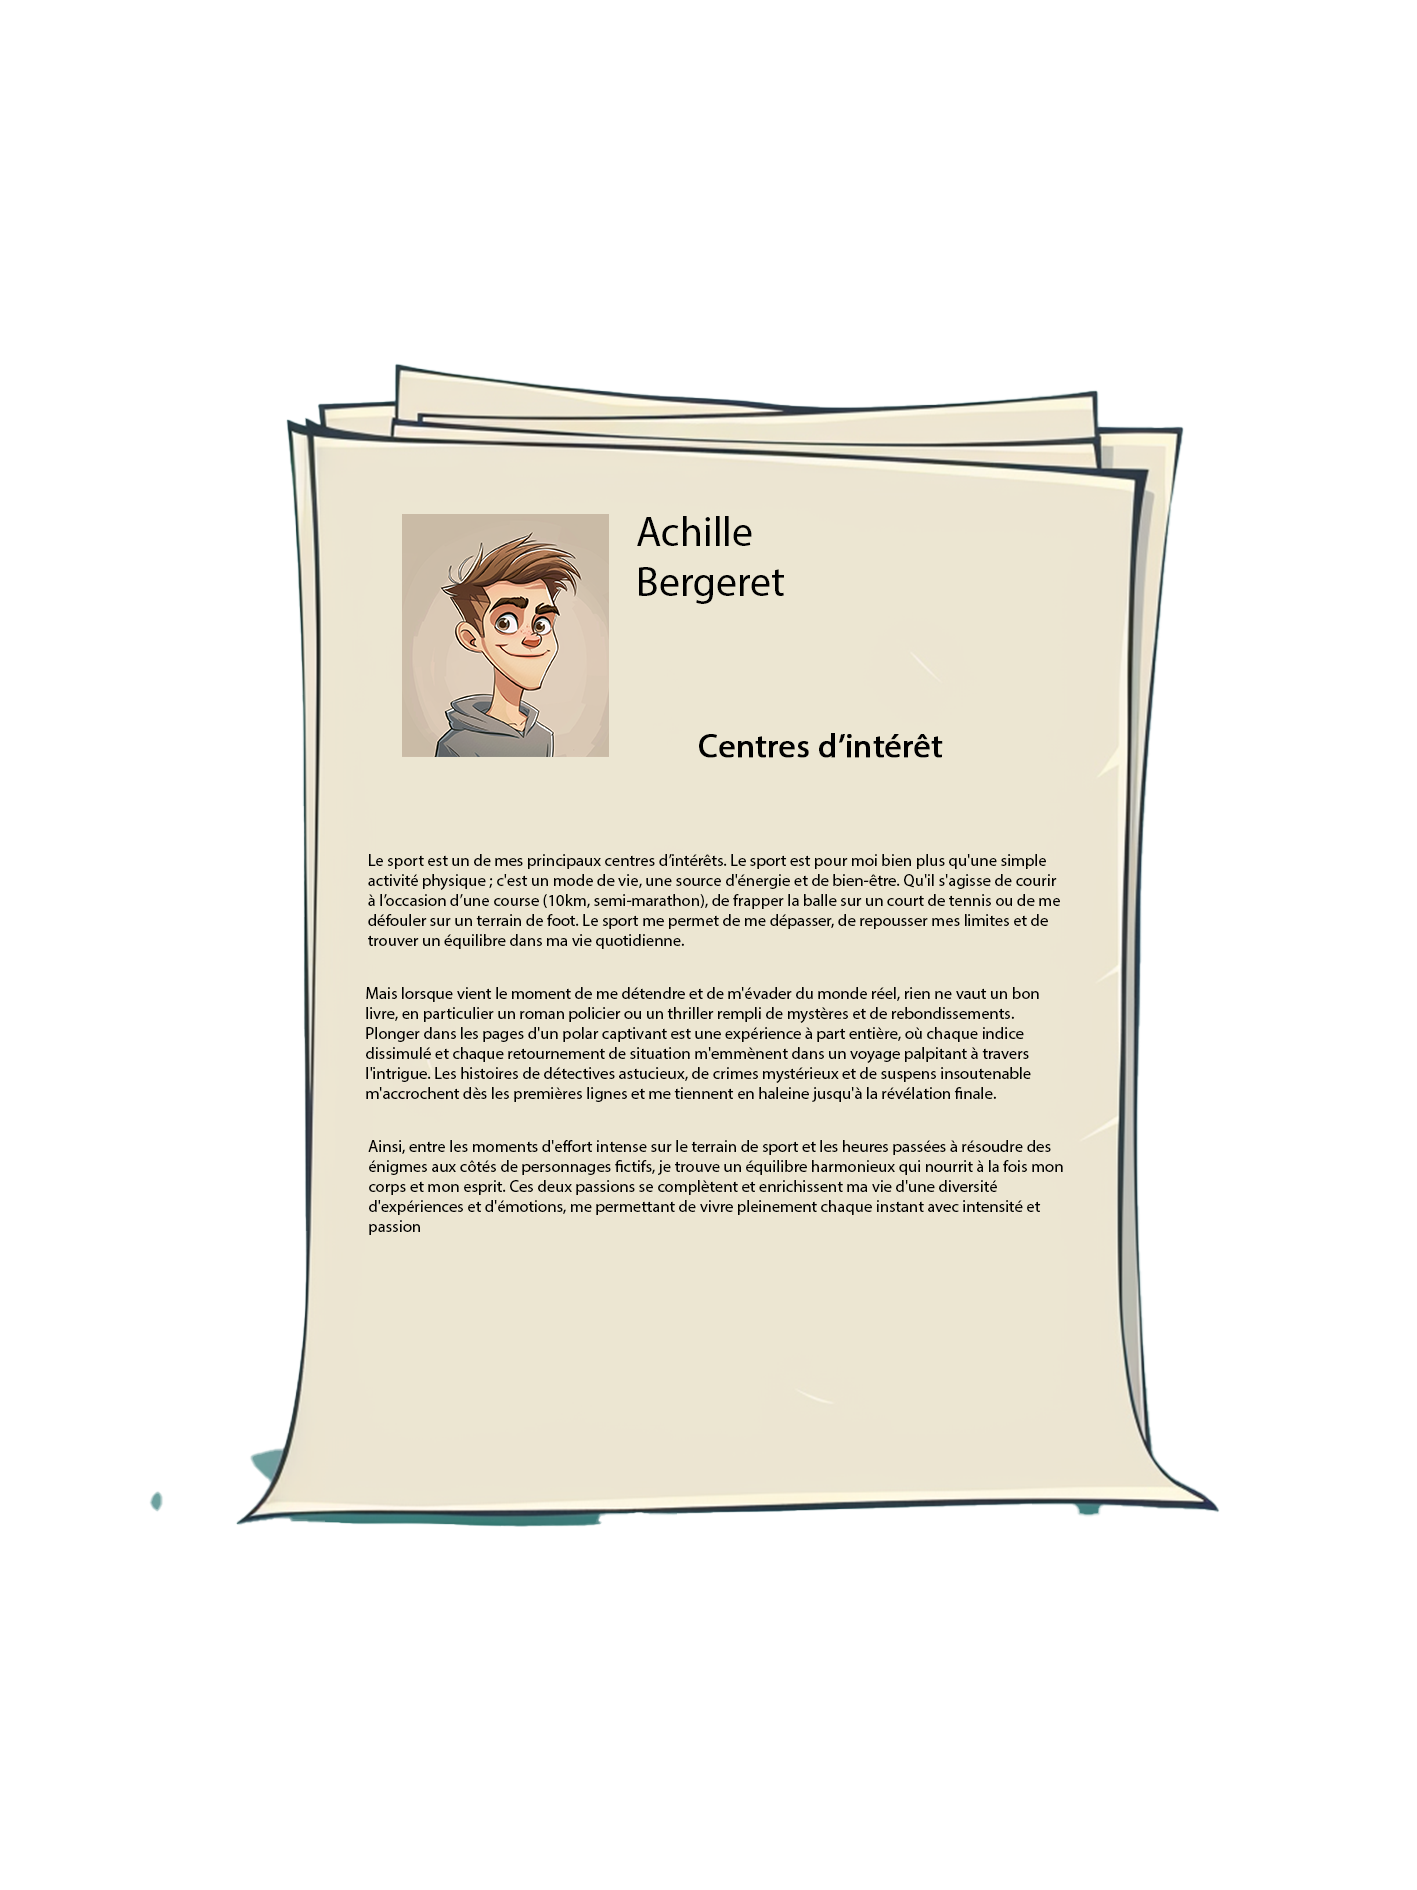 Achille
Bergeret
Centres d’intérêt
Le sport est un de mes principaux centres d’intérêts. Le sport est pour moi bien plus qu'une simple
activité physique ; c'est un mode de vie, une source d'énergie et de bien-être. Qu'il s'agisse de courir
à l’occasion d’une course (10km, semi-marathon), de frapper la balle sur un court de tennis ou de me
défouler sur un terrain de foot. Le sport me permet de me dépasser, de repousser mes limites et de
trouver un équilibre dans ma vie quotidienne.
Mais lorsque vient le moment de me détendre et de m'évader du monde réel, rien ne vaut un bon
livre, en particulier un roman policier ou un thriller rempli de mystères et de rebondissements.
Plonger dans les pages d'un polar captivant est une expérience à part entière, où chaque indice
dissimulé et chaque retournement de situation m'emmènent dans un voyage palpitant à travers
l'intrigue. Les histoires de détectives astucieux, de crimes mystérieux et de suspens insoutenable
m'accrochent dès les premières lignes et me tiennent en haleine jusqu'à la révélation finale.
Ainsi, entre les moments d'effort intense sur le terrain de sport et les heures passées à résoudre des
énigmes aux côtés de personnages fictifs, je trouve un équilibre harmonieux qui nourrit à la fois mon
corps et mon esprit. Ces deux passions se complètent et enrichissent ma vie d'une diversité
d'expériences et d'émotions, me permettant de vivre pleinement chaque instant avec intensité et
passion